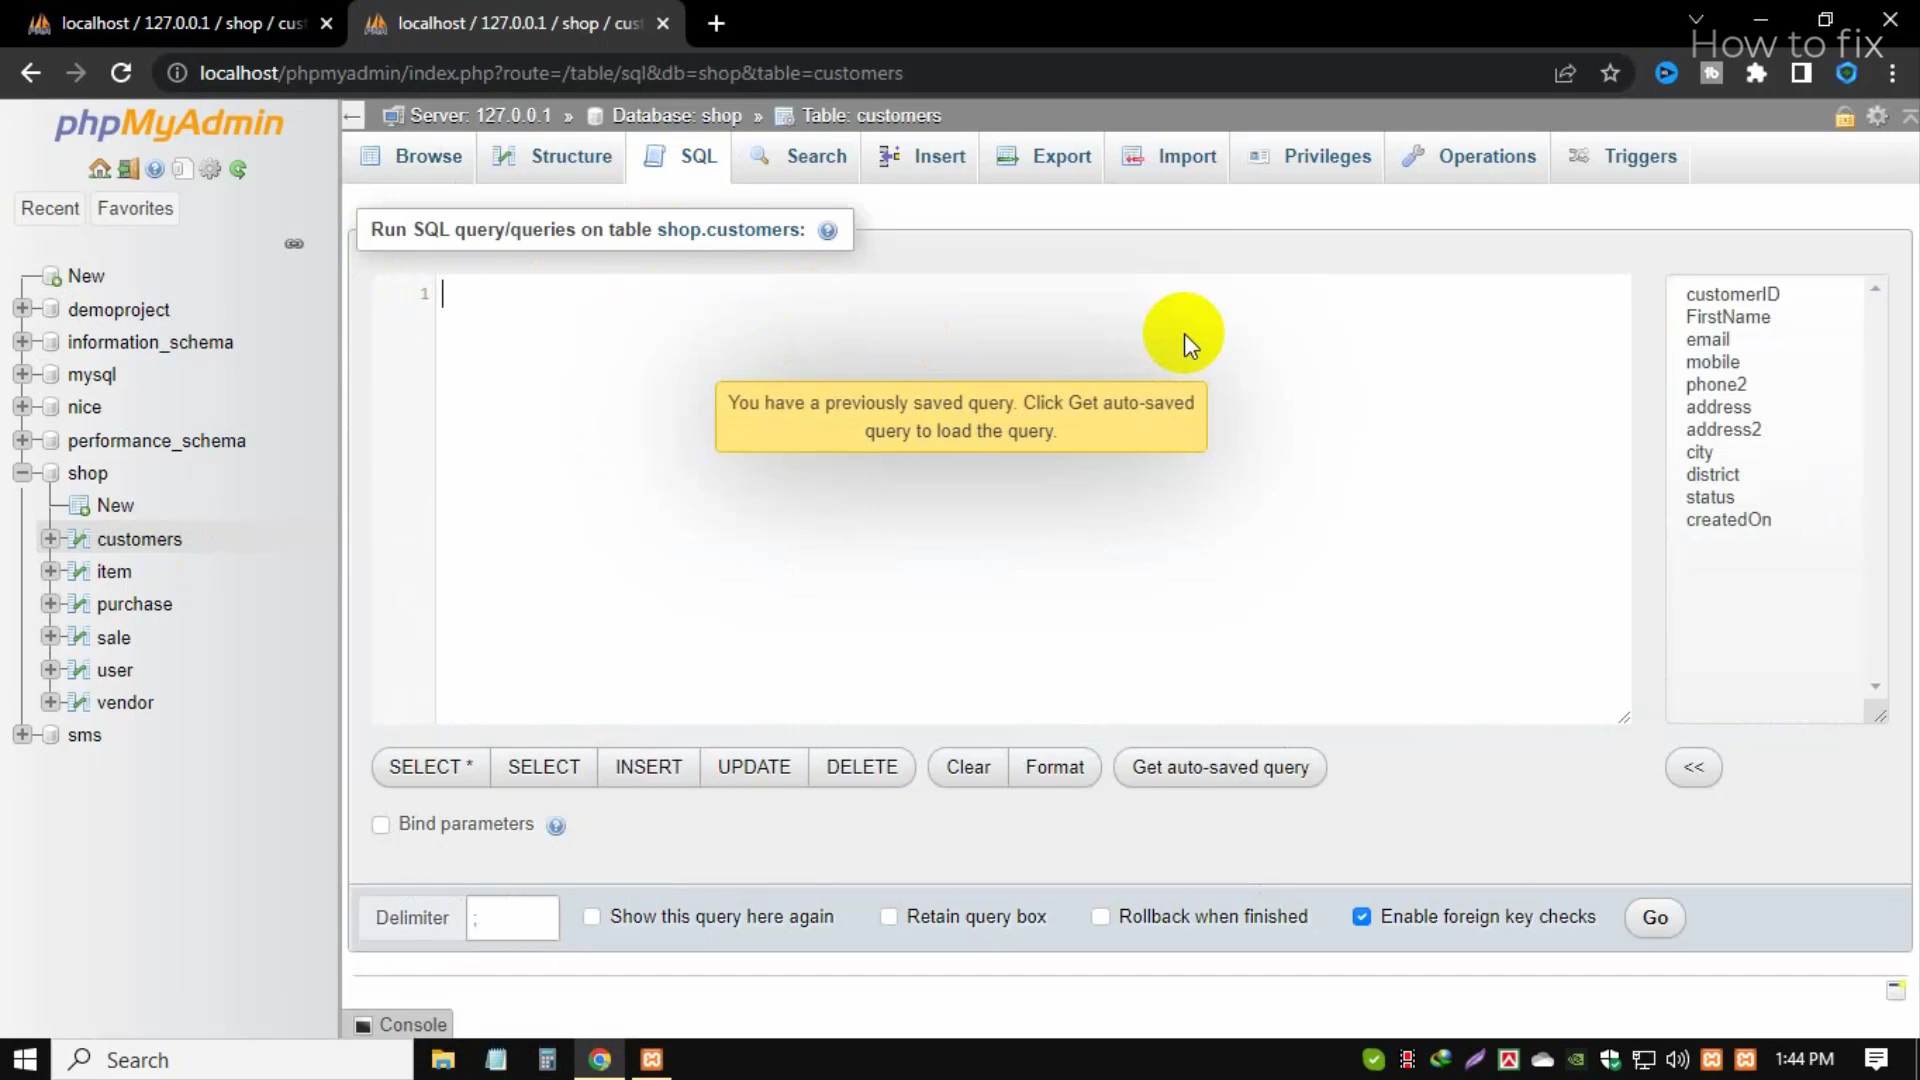 localhost / 127.0.0.1 / shop / cus
localhost / 127.0.0.1 / shop / cus
How to fix
localhost/phpmyadmin/index.php?route=/table/sql&db=shop&table=customers
phpMyAdmin
Server: 127.0.0.1 » Database: shop » Table: customers
Browse Structure SQL Search Insert Export Import Privileges Operations Triggers
Recent Favorites
Run SQL query/queries on table shop.customers:
New
demoproject
information_schema
mysql
nice
performance_schema
shop
New
customers
item
purchase
sale
user
vendor
sms
1
You have a previously saved query. Click Get auto-saved
query to load the query.
customerID
FirstName
email
mobile
phone2
address
address2
city
district
status
createdOn
SELECT * SELECT INSERT UPDATE DELETE Clear Format Get auto-saved query <<
Bind parameters
Delimiter ; Show this query here again Retain query box Rollback when finished Enable foreign key checks Go
Console
Search
1:44 PM